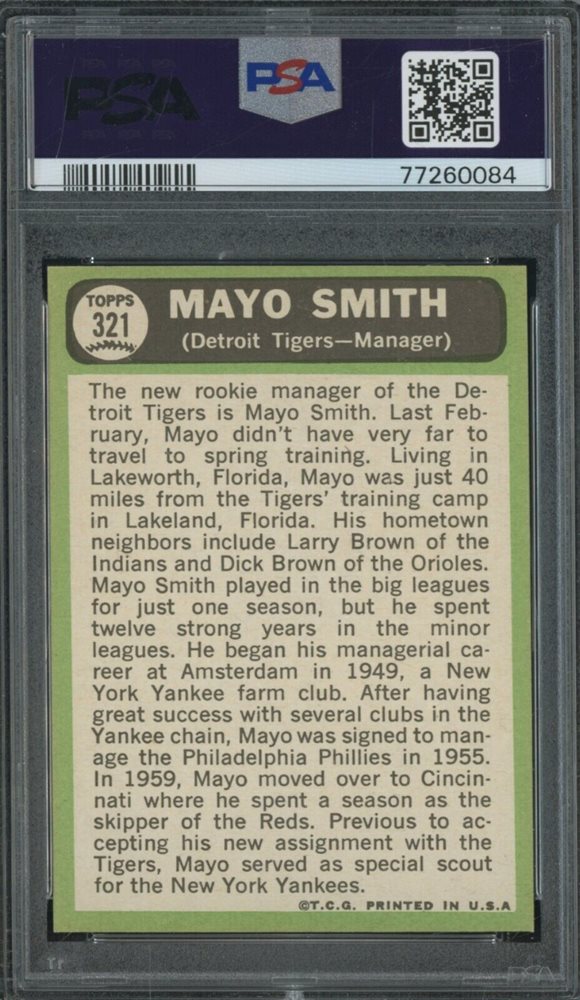 PSA
PSA
77260084
TOPPS
321
MAYO SMITH
(Detroit Tigers—Manager)
The new rookie manager of the De-
troit Tigers is Mayo Smith. Last Feb-
ruary, Mayo didn't have very far to
travel to spring training. Living in
Lakeworth, Florida, Mayo was just 40
miles from the Tigers' training camp
in Lakeland, Florida. His hometown
neighbors include Larry Brown of the
Indians and Dick Brown of the Orioles.
Mayo Smith played in the big leagues
for just one season, but he spent
twelve strong years in the minor
leagues. He began his managerial ca-
reer at Amsterdam in 1949, a New
York Yankee farm club. After having
great success with several clubs in the
Yankee chain, Mayo was signed to man-
age the Philadelphia Phillies in 1955.
In 1959, Mayo moved over to Cincin-
nati where he spent a season as the
skipper of the Reds. Previous to ac-
cepting his new assignment with the
Tigers, Mayo served as special scout
for the New York Yankees.
©T.C.G. PRINTED IN U.S.A
PSA